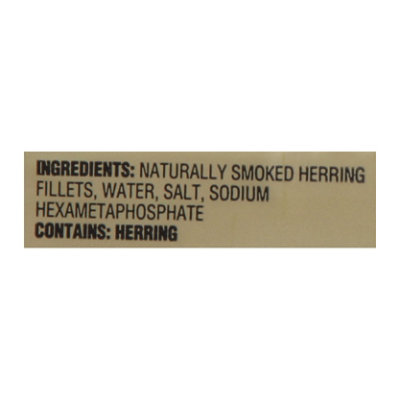 INGREDIENTS: NATURALLY SMOKED HERRING
FILLETS, WATER, SALT, SODIUM
HEXAMETAPHOSPHATE
CONTAINS: HERRING